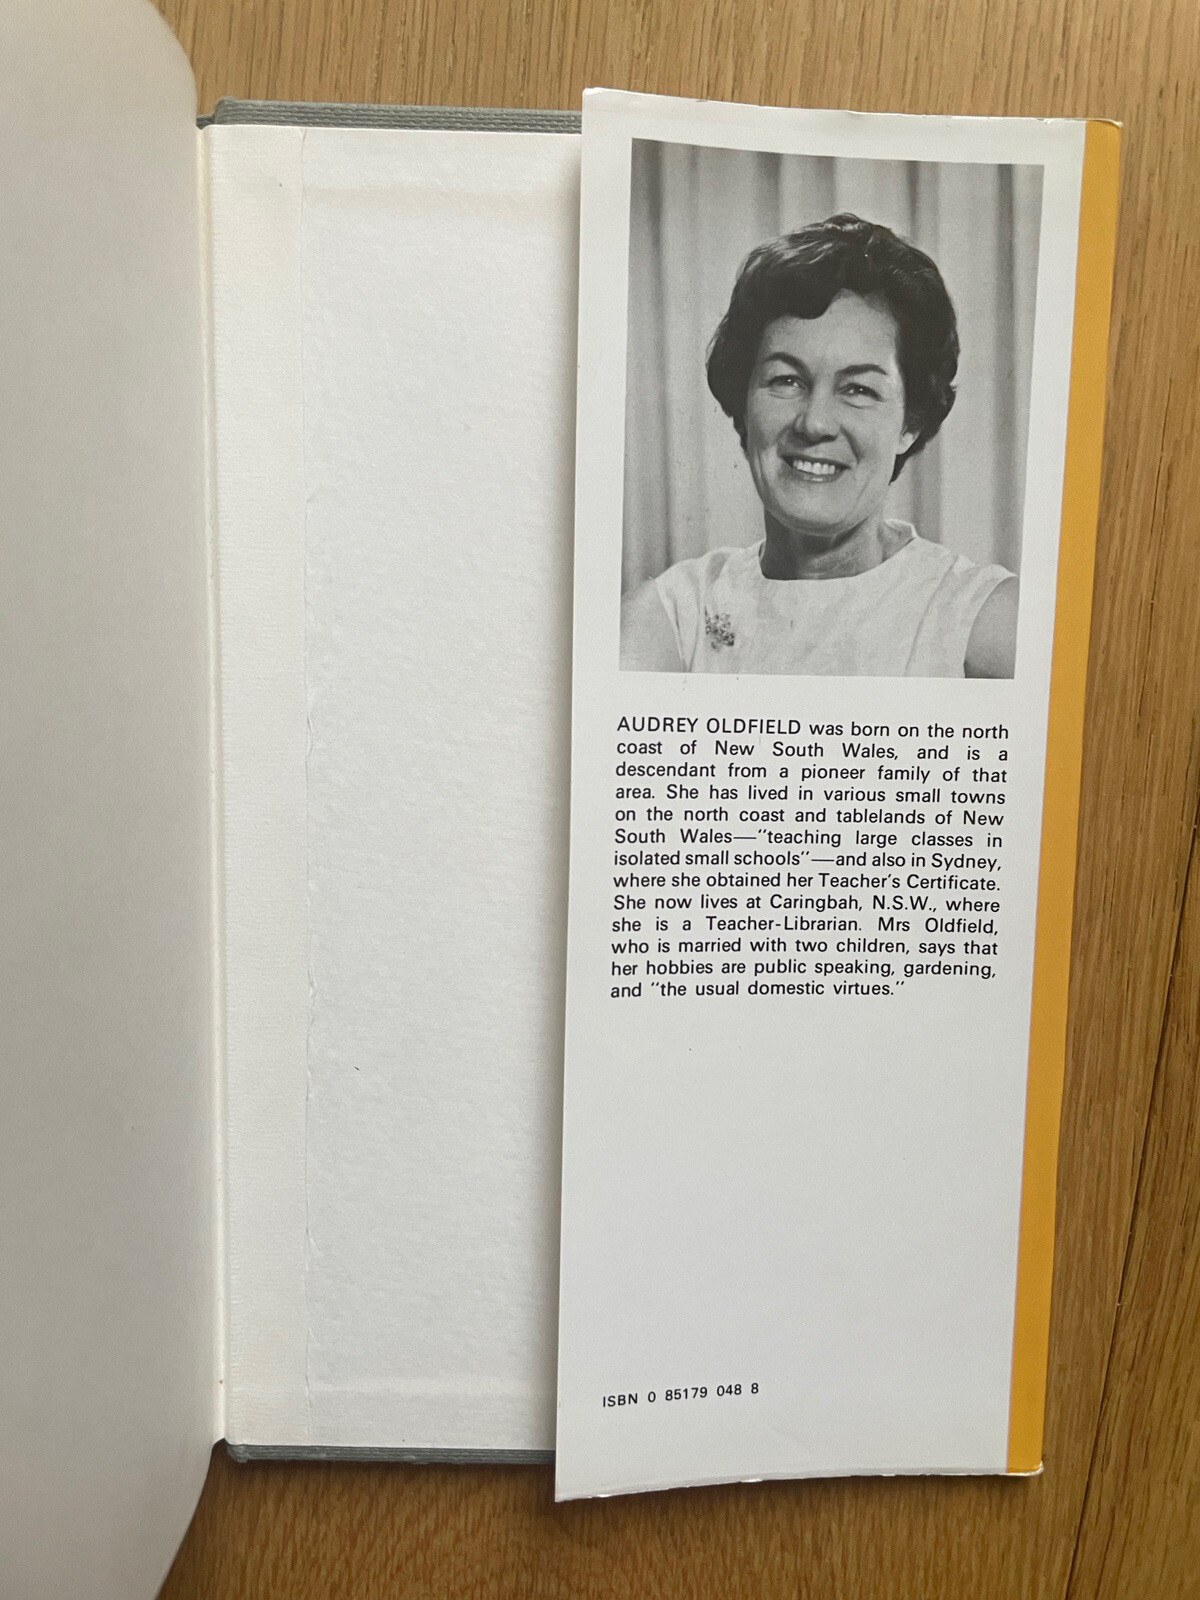 AUDREY OLDFIELD was born on the north
coast of New South Wales, and is a
descendant from a pioneer family of that
area. She has lived in various small towns
on the north coast and tablelands of New
South Wales—"teaching large classes in
isolated small schools"—and also in Sydney,
where she obtained her Teacher's Certificate.
She now lives at Caringbah, N.S.W., where
she is a Teacher-Librarian. Mrs Oldfield,
who is married with two children, says that
her hobbies are public speaking, gardening,
and "the usual domestic virtues."
ISBN 0 85179 048 8